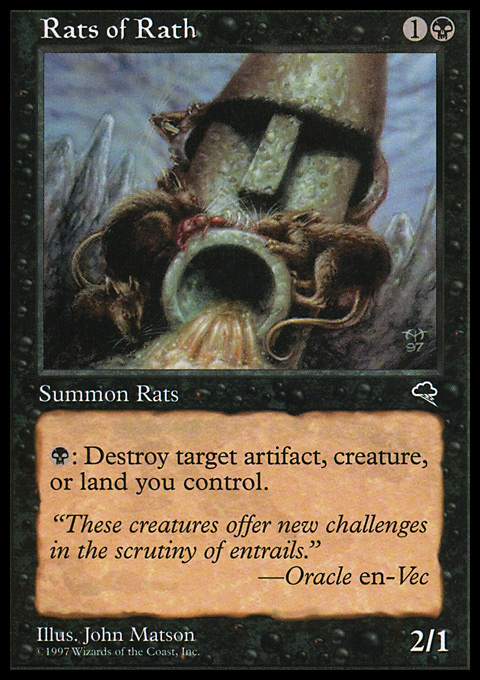 Rats of Rath 1
97
Summon Rats
: Destroy target artifact, creature,
or land you control.
“These creatures offer new challenges
in the scrutiny of entrails.”
—Oracle en-Vec
Illus. John Matson
©1997 Wizards of the Coast, Inc.
2/1